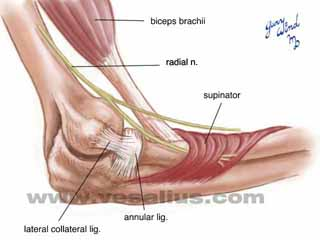 biceps brachii
radial n.
supinator
www.vesalius.com
annular lig.
lateral collateral lig.